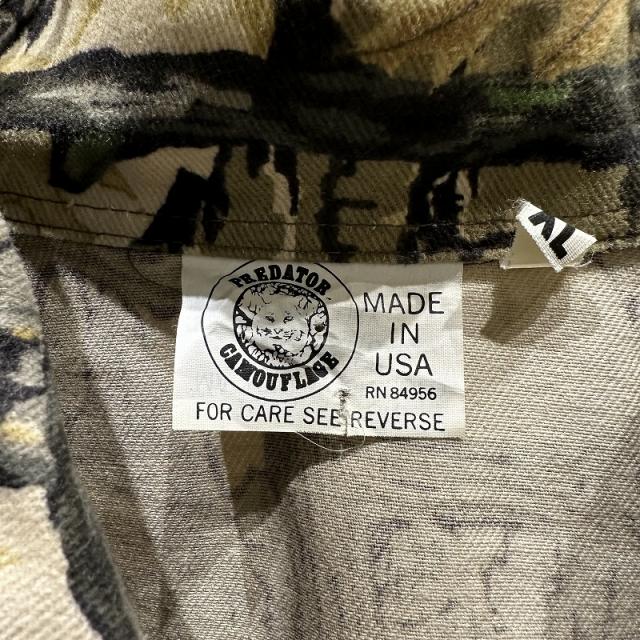 PREDATOR
CAMOUFLAGE
MADE
IN
USA
RN 84956
FOR CARE SEE REVERSE
XL